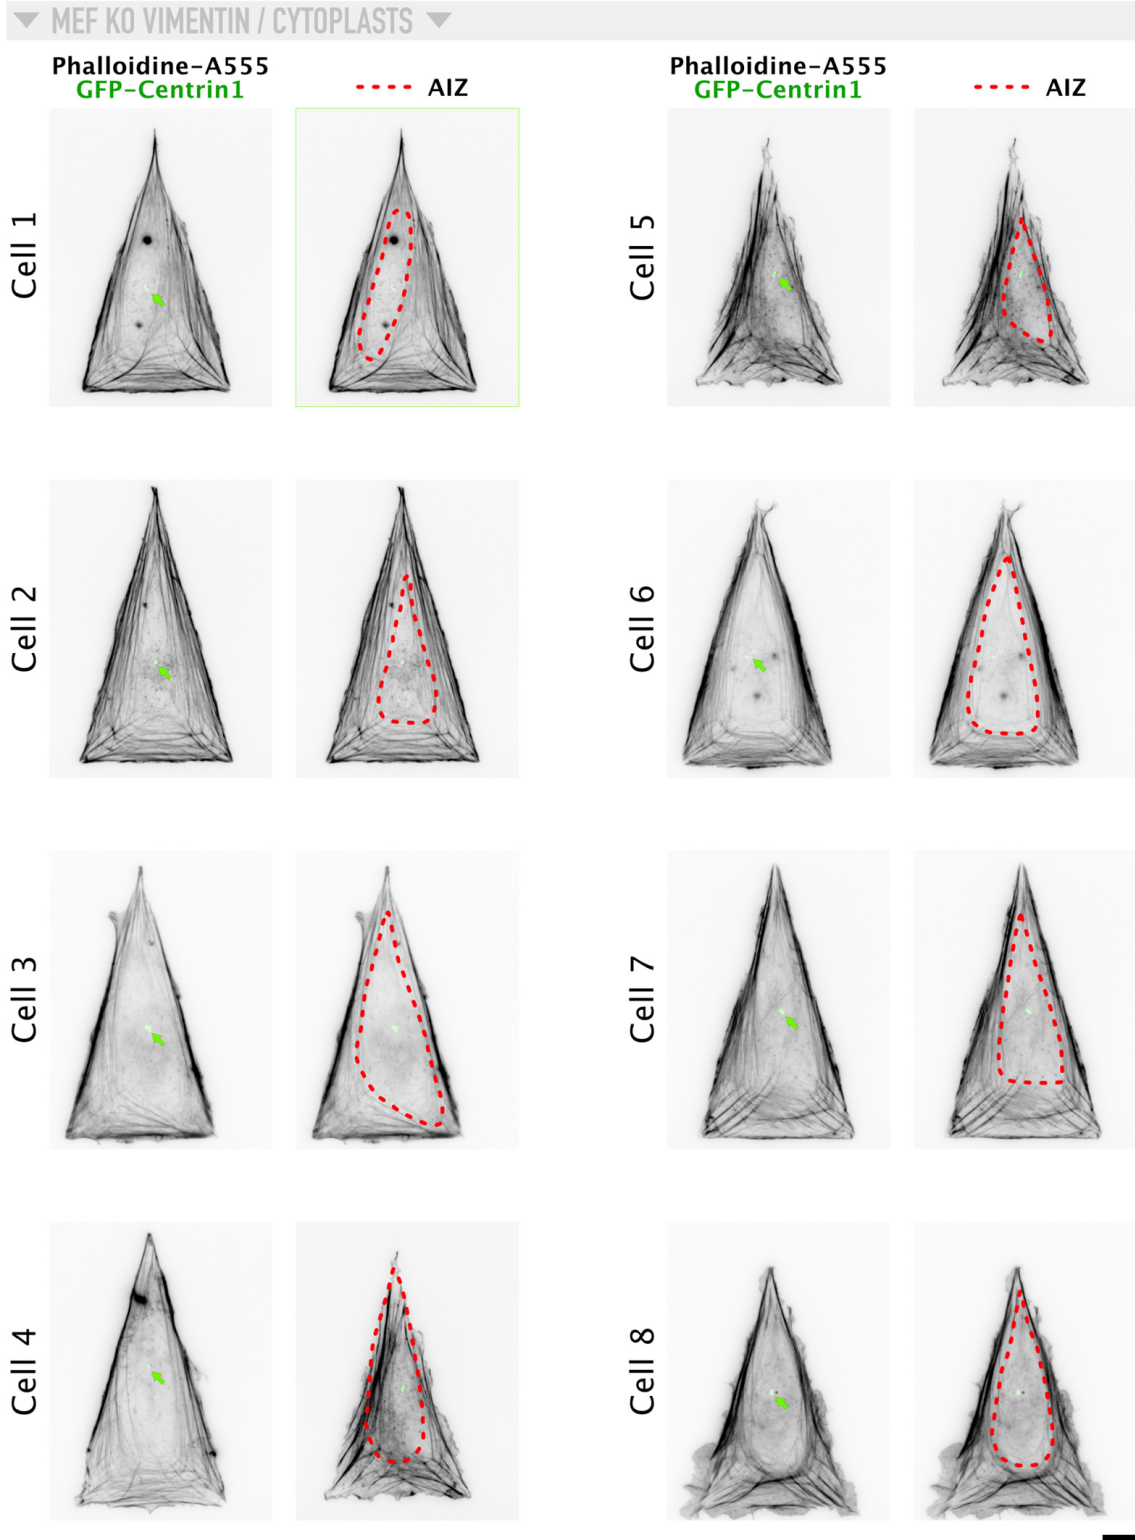 MEF KO VIMENTIN / CYTOPLASTS
Phalloidine-A555
GFP-Centrin1
AIZ
Phalloidine-A555
GFP-Centrin1
AIZ
Cell 1
Cell 5
Cell 2
Cell 6
Cell 3
Cell 7
Cell 4
Cell 8